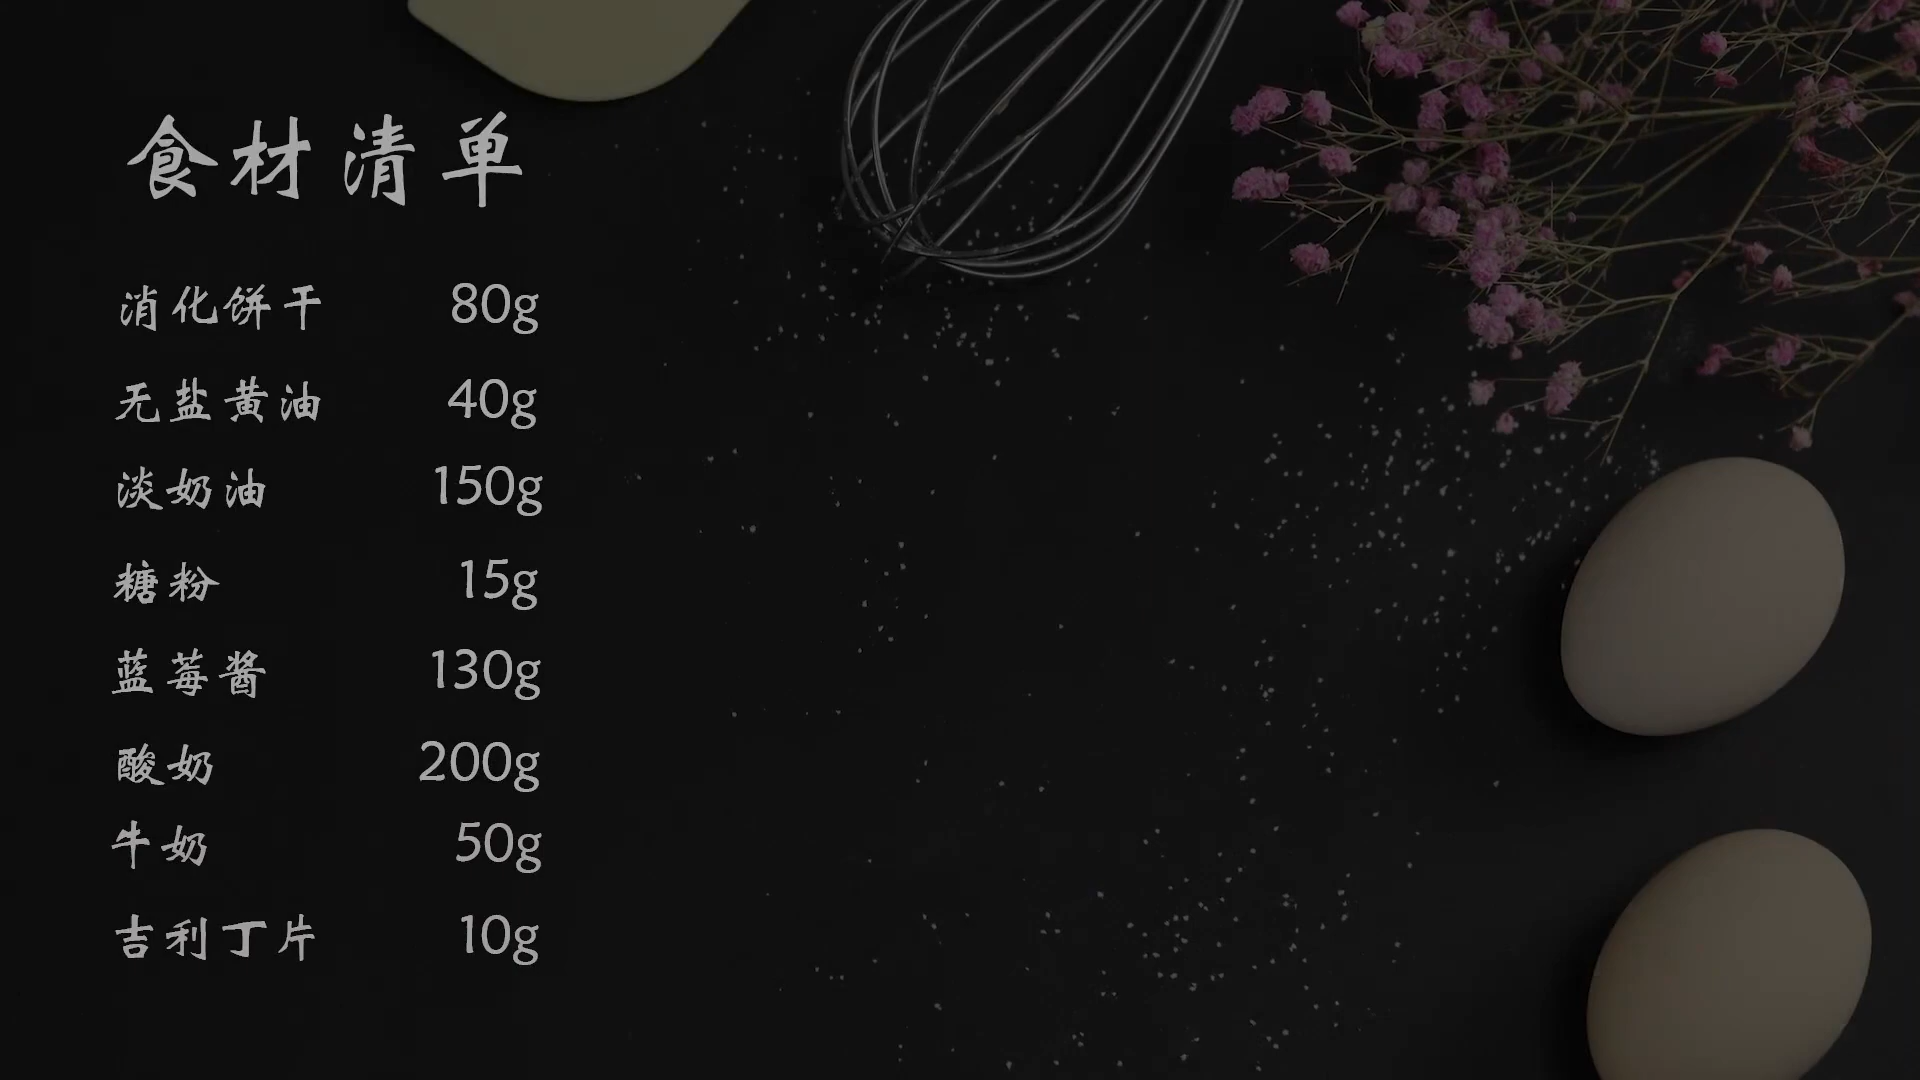 食材清单
消化饼干 80g
无盐黄油 40g
淡奶油 150g
糖粉 15g
蓝莓酱 130g
酸奶 200g
牛奶 50g
吉利丁片 10g